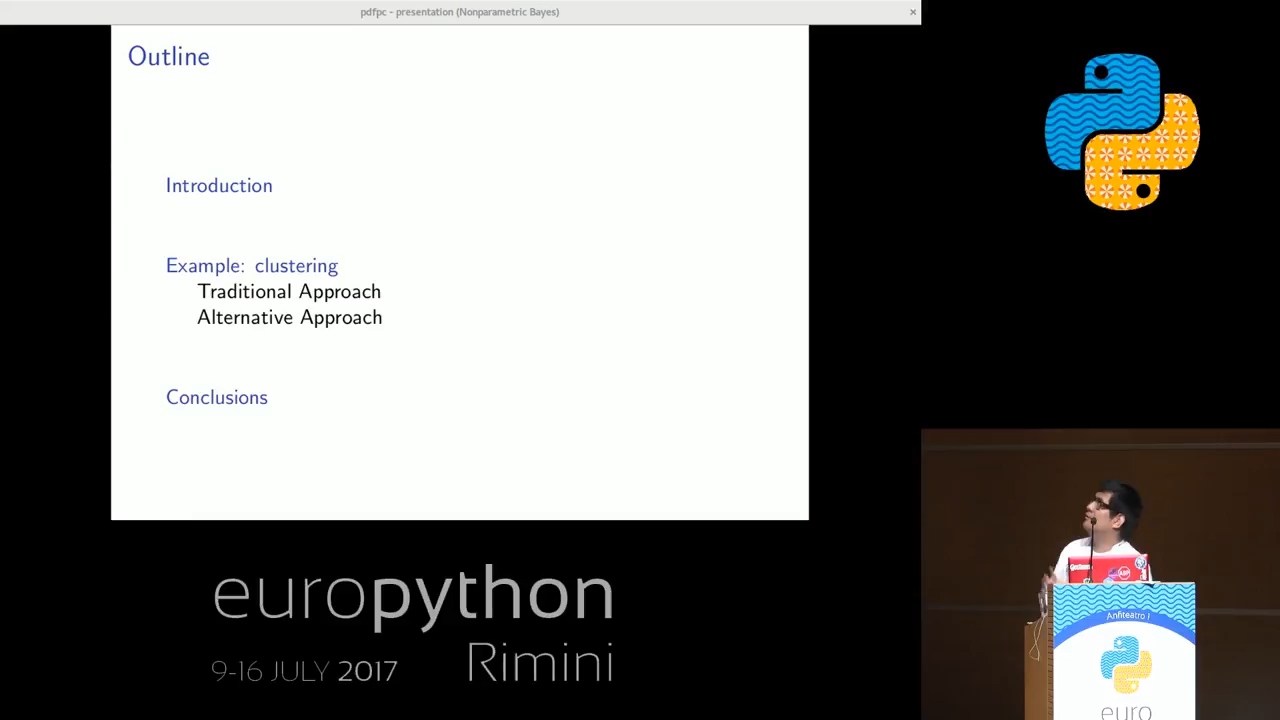 pdfpc - presentation (Nonparametric Bayes)
×
Outline
Introduction
Example: clustering
Traditional Approach
Alternative Approach
Conclusions
europython
Rimini
9-16 JULY 2017
Anfiteatro I
euro